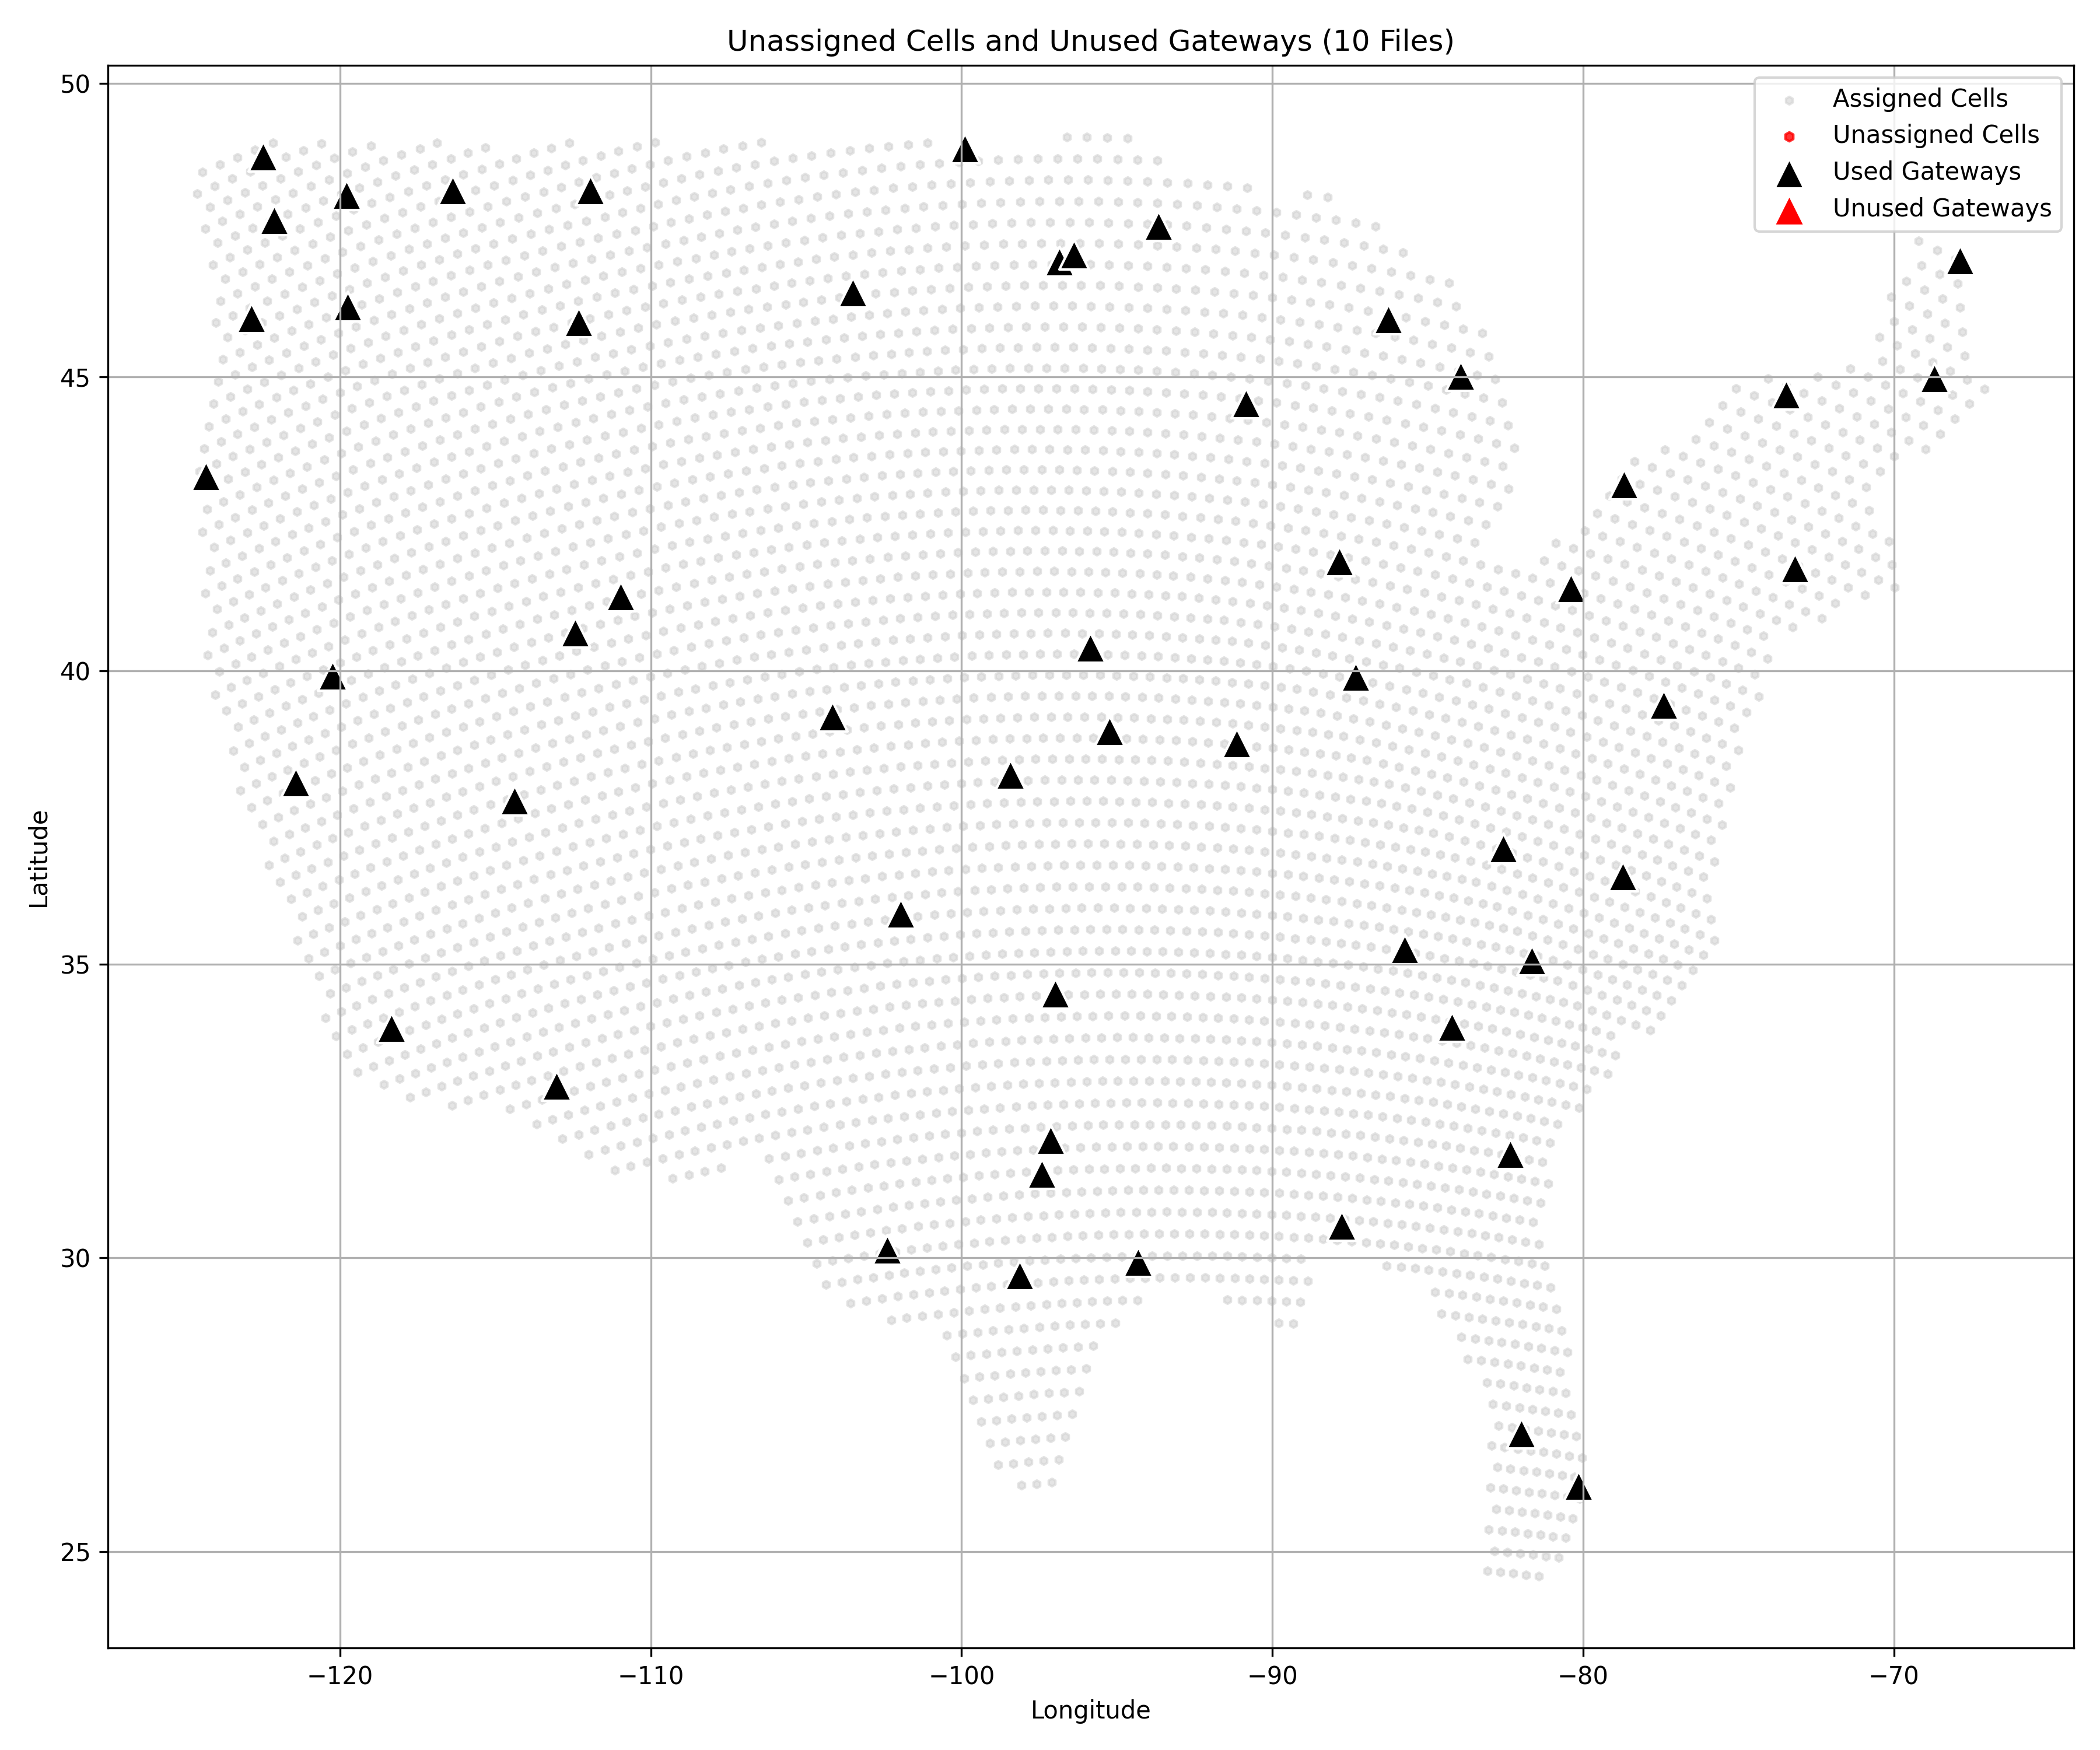 Unassigned Cells and Unused Gateways (10 Files)
Assigned Cells
Unassigned Cells
Used Gateways
Unused Gateways
50
45
40
35
30
25
Latitude
−120
−110
−100
−90
−80
−70
Longitude